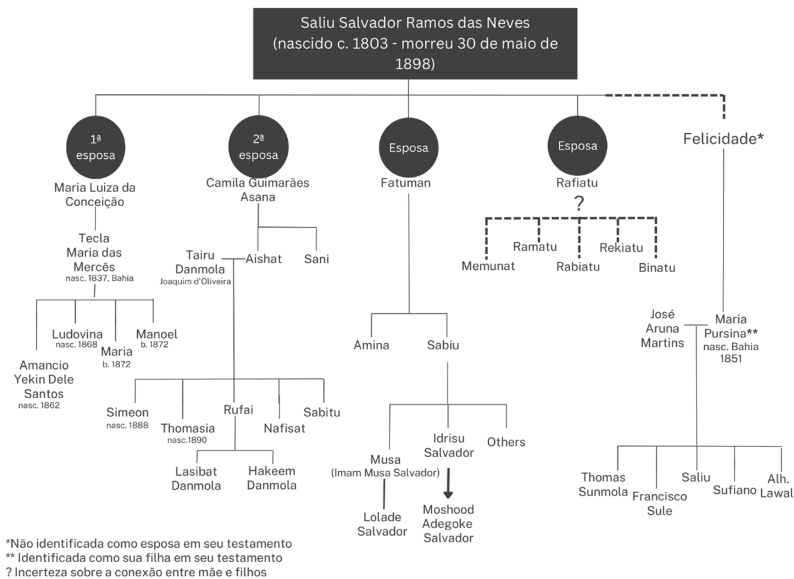 Saliu Salvador Ramos das Neves
(nascido c. 1803 - morreu 30 de maio de
1898)
1ª
esposa
2ª
esposa
Esposa
Esposa
Felicidade*
Maria Luiza da
Conceição
Camila Guimarães
Asana
Fatuman
Rafiatu
?
Tecla
Maria das
Mercês
nasc. 1837, Bahia
Tairu
Danmola
Joaquim d'Oliveira
Aishat
Sani
Memunat
Ramatu
Rabiatu
Rekiatu
Binatu
Amancio
Yekin Dele
Santos
nasc. 1862
Ludovina
nasc. 1868
Maria
b. 1872
Manoel
b. 1872
Amina
Sabiu
José
Aruna
Martins
Maria
Pursina**
nasc. Bahia
1851
Simeon
nasc. 1888
Thomasia
nasc.1890
Rufai
Nafisat
Sabitu
Lasibat
Danmola
Hakeem
Danmola
Musa
(Imam Musa Salvador)
Idrisu
Salvador
Others
Lolade
Salvador
Moshood
Adegoke
Salvador
Thomas
Sunmola
Francisco
Sule
Saliu
Sufiano
Alh.
Lawal
*Não identificada como esposa em seu testamento
** Identificada como sua filha em seu testamento
? Incerteza sobre a conexão entre mãe e filhos